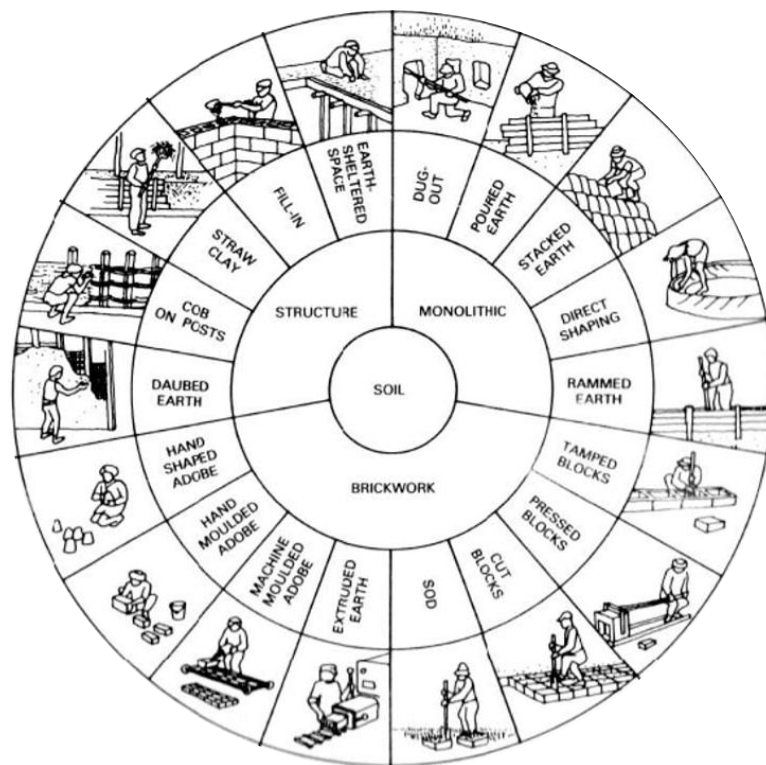 SOIL
STRUCTURE
MONOLITHIC
BRICKWORK
DUG-
OUT
POURED
EARTH
STACKED
EARTH
DIRECT
SHAPING
RAMMED
EARTH
TAMPED
BLOCKS
PRESSED
BLOCKS
CUT
BLOCKS
SOD
EXTRUDED
EARTH
MACHINE
MOULDED
ADOBE
HAND
MOULDED
ADOBE
HAND
SHAPED
ADOBE
DAUBED
EARTH
COB
ON POSTS
STRAW
CLAY
FILL-IN
EARTH-
SHELTERED
SPACE